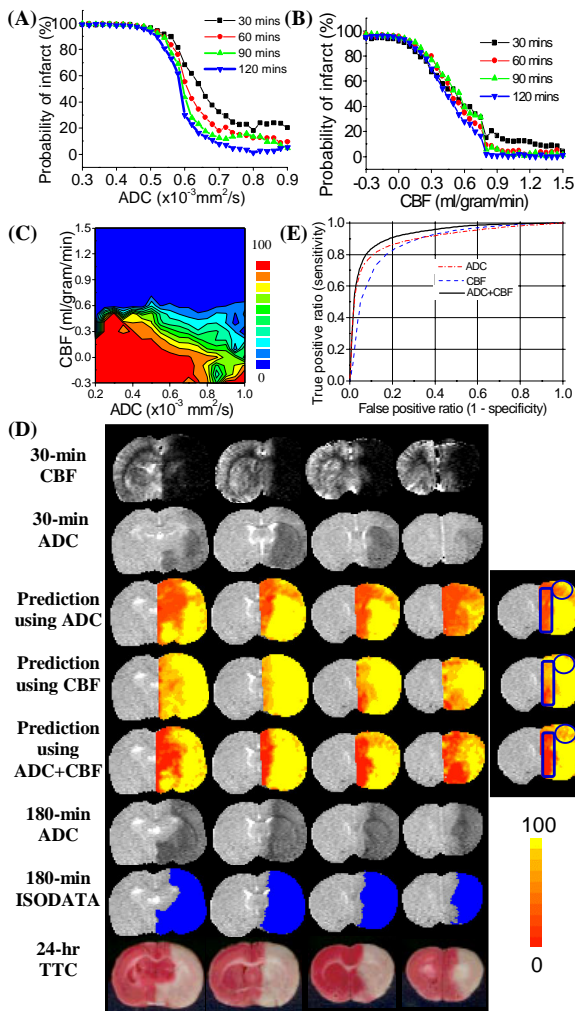 (A)
Probability of infarct (%)
100
80
60
40
20
0
30 mins
60 mins
90 mins
120 mins
0.3 0.4 0.5 0.6 0.7 0.8 0.9
ADC (x10⁻³mm²/s)
(B)
Probability of infarct (%)
100
80
60
40
20
0
30 mins
60 mins
90 mins
120 mins
-0.3 0.0 0.3 0.6 0.9 1.2 1.5
CBF (ml/gram/min)
(C)
CBF (ml/gram/min)
1.5
1.2
0.9
0.6
0.3
0.0
-0.3
0.2 0.4 0.6 0.8 1.0
ADC (x10⁻³ mm²/s)
100
0
(E)
True positive ratio (sensitivity)
1.0
0.8
0.6
0.4
0.2
0.0
ADC
CBF
ADC+CBF
0.0 0.2 0.4 0.6 0.8 1.0
False positive ratio (1 - specificity)
(D)
30-min
CBF
30-min
ADC
Prediction
using ADC
Prediction
using CBF
Prediction
using
ADC+CBF
180-min
ADC
180-min
ISODATA
24-hr
TTC
100
0